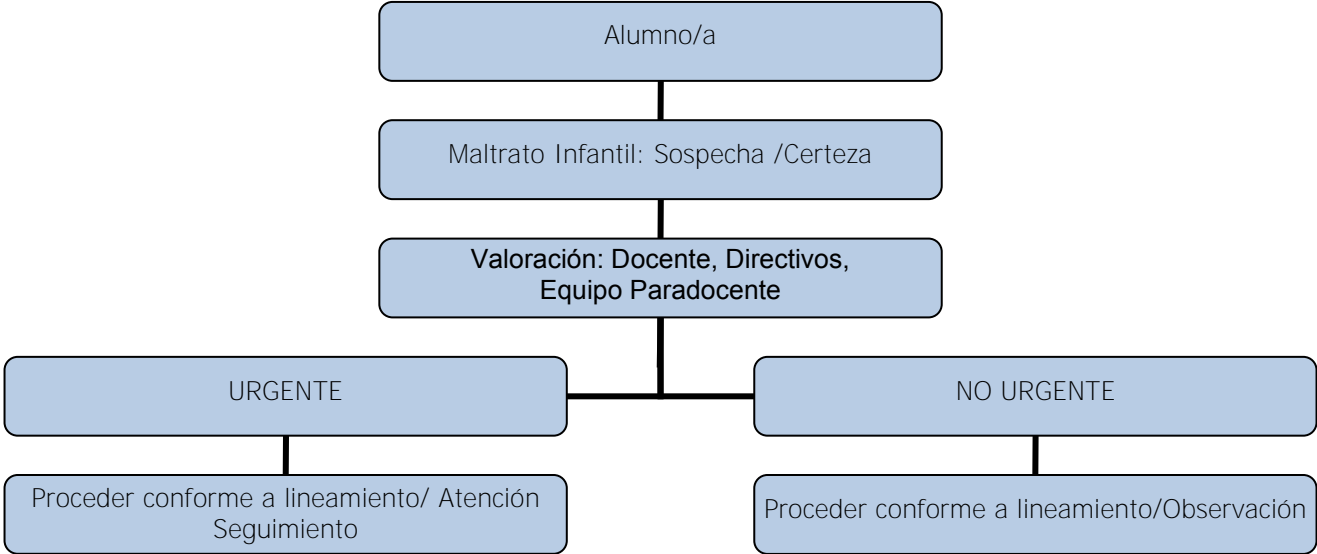 Alumno/a
Maltrato Infantil: Sospecha /Certeza
Valoración: Docente, Directivos,
Equipo Paradocente
URGENTE
NO URGENTE
Proceder conforme a lineamiento/ Atención
Seguimiento
Proceder conforme a lineamiento/Observación